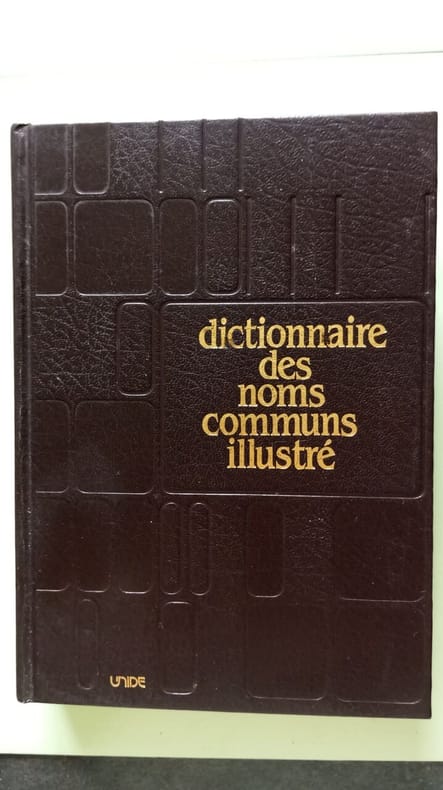 dictionnaire
des
noms
communs
illustré
UNIDE